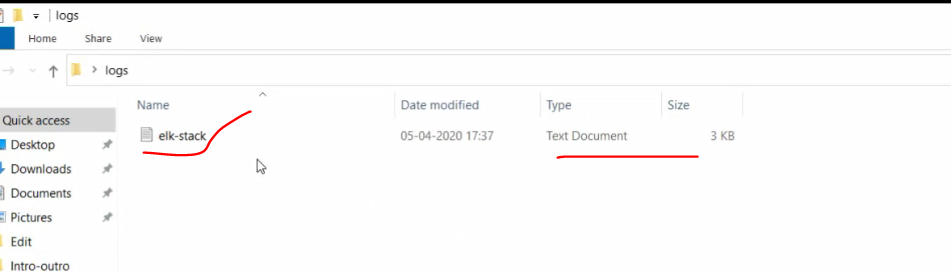 logs
Home Share View
logs
Name Date modified Type Size
Quick access
elk-stack 05-04-2020 17:37 Text Document 3 KB
Desktop
Downloads
Documents
Pictures
Edit
Intro-outro